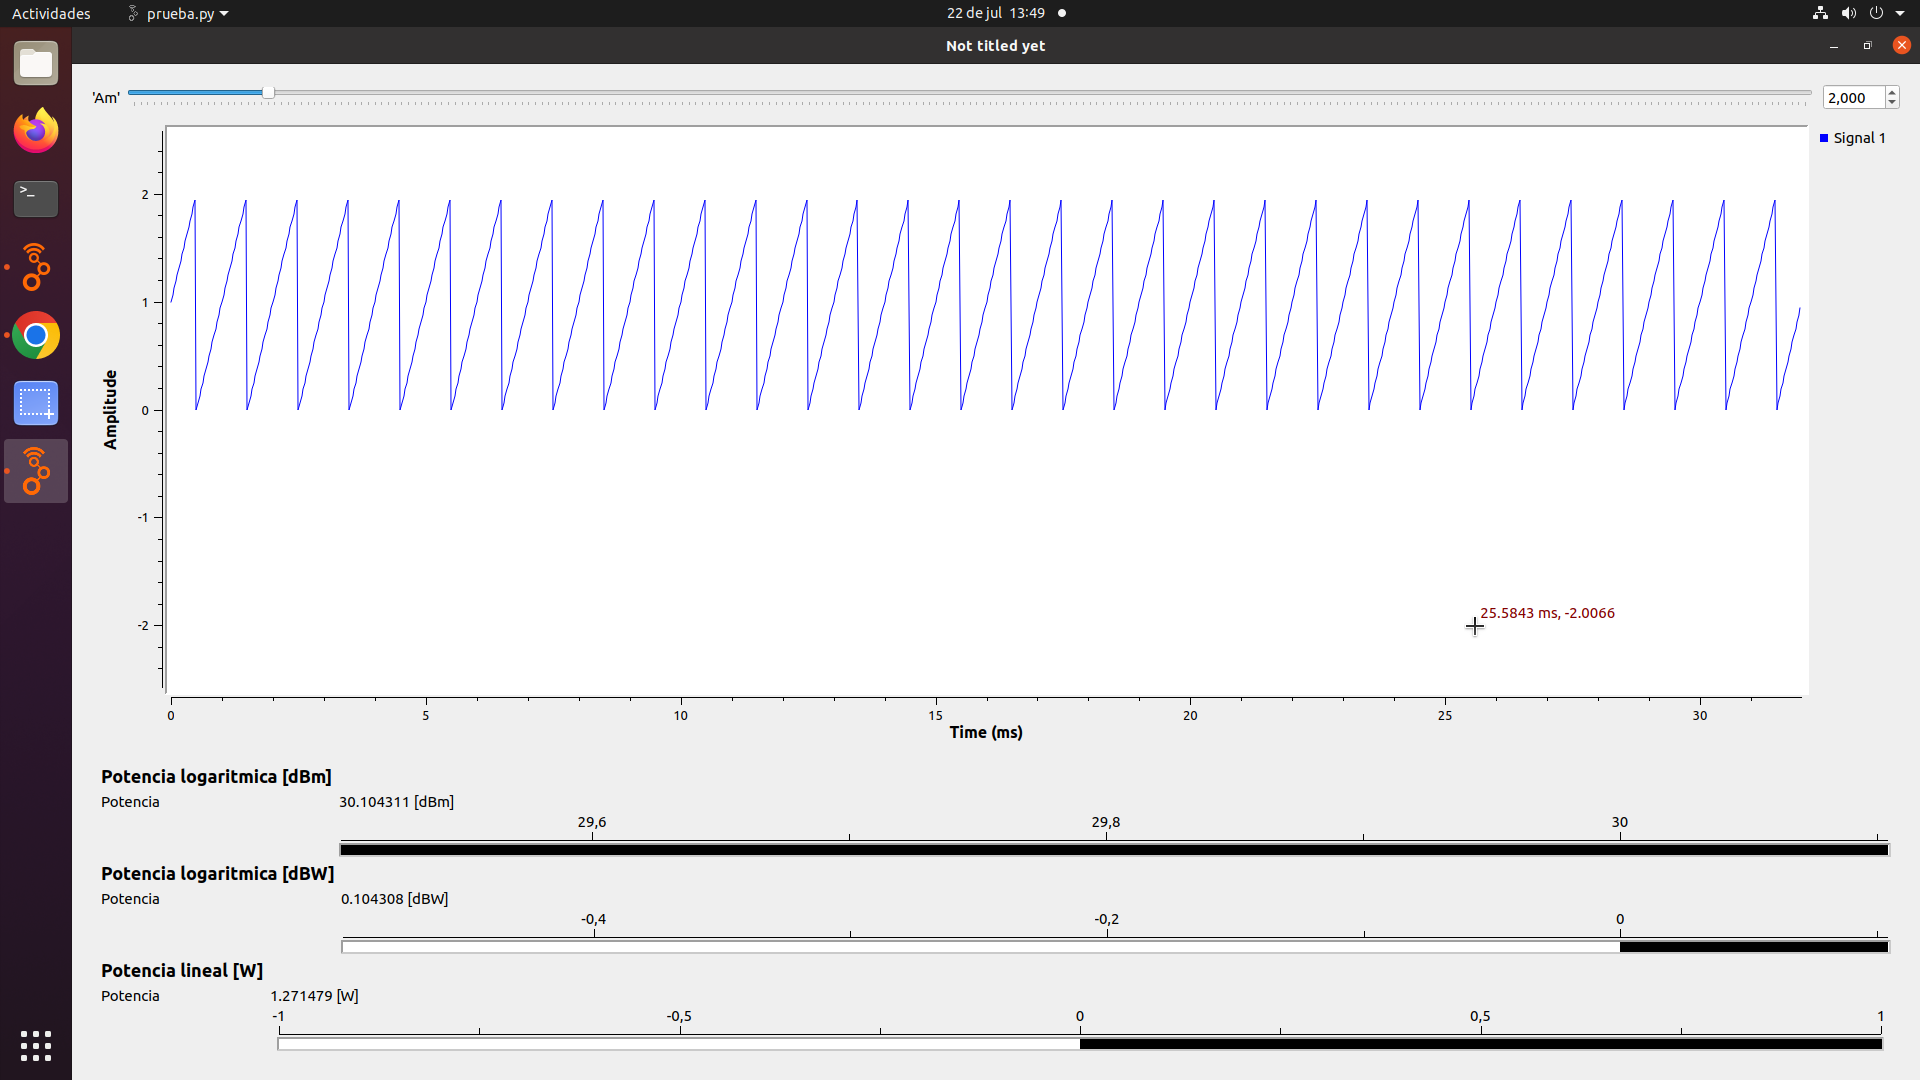 Actividades prueba.py 22 de jul 13:49
Not titled yet
'Am' 2,000
Signal 1
2
1
0
-1
-2
Amplitude
25.5843 ms, -2.0066
0 5 10 15 20 25 30
Time (ms)
Potencia logaritmica [dBm]
Potencia 30.104311 [dBm]
29,6 29,8 30
Potencia logaritmica [dBW]
Potencia 0.104308 [dBW]
-0,4 -0,2 0
Potencia lineal [W]
Potencia 1.271479 [W]
-1 -0,5 0 0,5 1